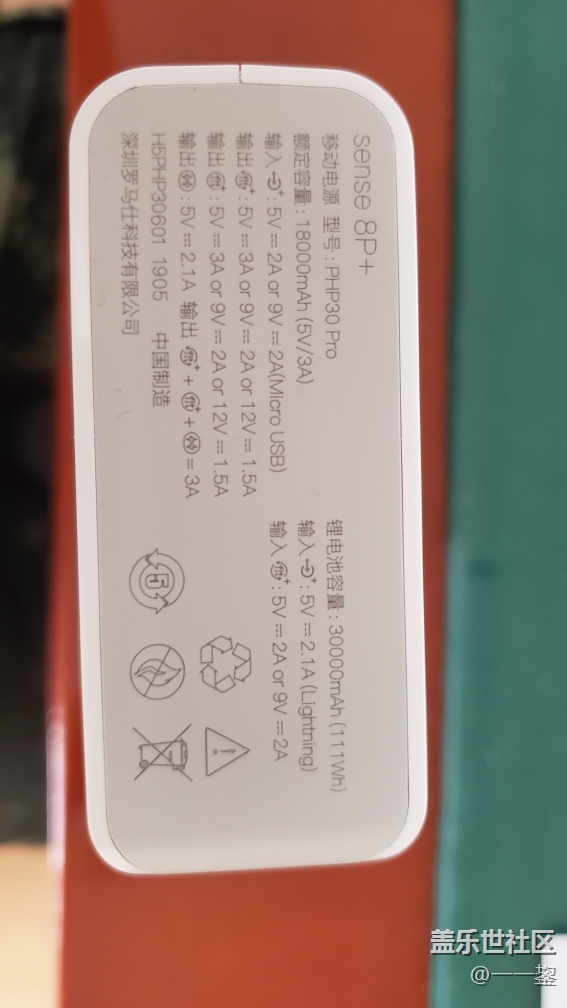 sense 8P+
移动电源 型号：PHP30 Pro
锂电池容量：30000mAh (111Wh)
额定容量：18000mAh (5V/3A)
输入：5V⎓2.1A (Lightning)
输入：5V⎓2A or 9V⎓2A(Micro USB)
输入：5V⎓2A or 9V⎓2A
输出：5V⎓3A or 9V⎓2A or 12V⎓1.5A
输出：5V⎓3A or 9V⎓2A or 12V⎓1.5A
输出：5V⎓2.1A 输出 + + =3A
H5PHP30601 1905 中国制造
深圳罗马仕科技有限公司
5
盖乐世社区
@一一鋆